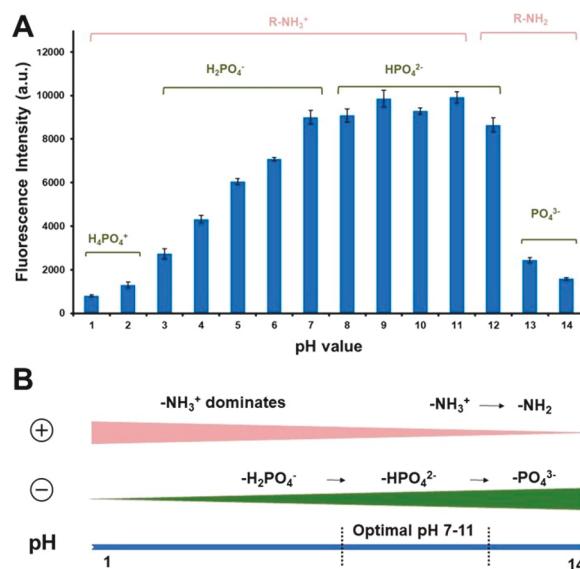 A
R-NH₃⁺
R-NH₂
H₂PO₄⁻
HPO₄²⁻
H₄PO₄⁺
PO₄³⁻
Fluorescence Intensity (a.u.)
12000
10000
8000
6000
4000
2000
0
1 2 3 4 5 6 7 8 9 10 11 12 13 14
pH value
B
-NH₃⁺ dominates -NH₃⁺ → -NH₂
+
-H₂PO₄⁻ → -HPO₄²⁻ → -PO₄³⁻
−
Optimal pH 7-11
pH
1 14